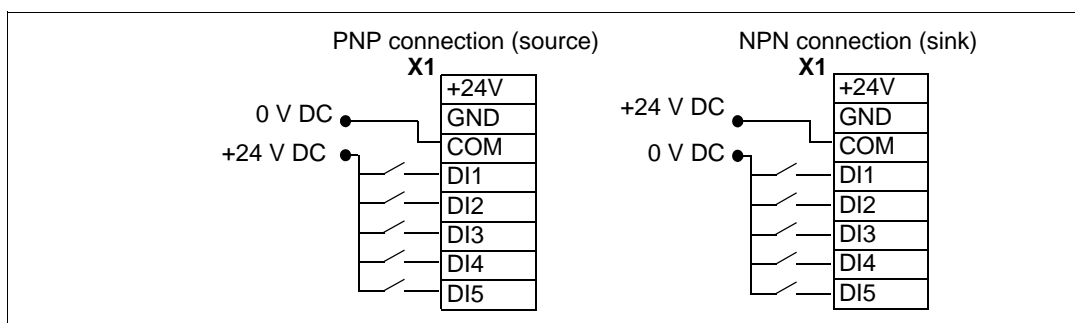 PNP connection (source)
X1
+24V
GND
COM
DI1
DI2
DI3
DI4
DI5
0 V DC
+24 V DC
NPN connection (sink)
X1
+24V
GND
COM
DI1
DI2
DI3
DI4
DI5
+24 V DC
0 V DC